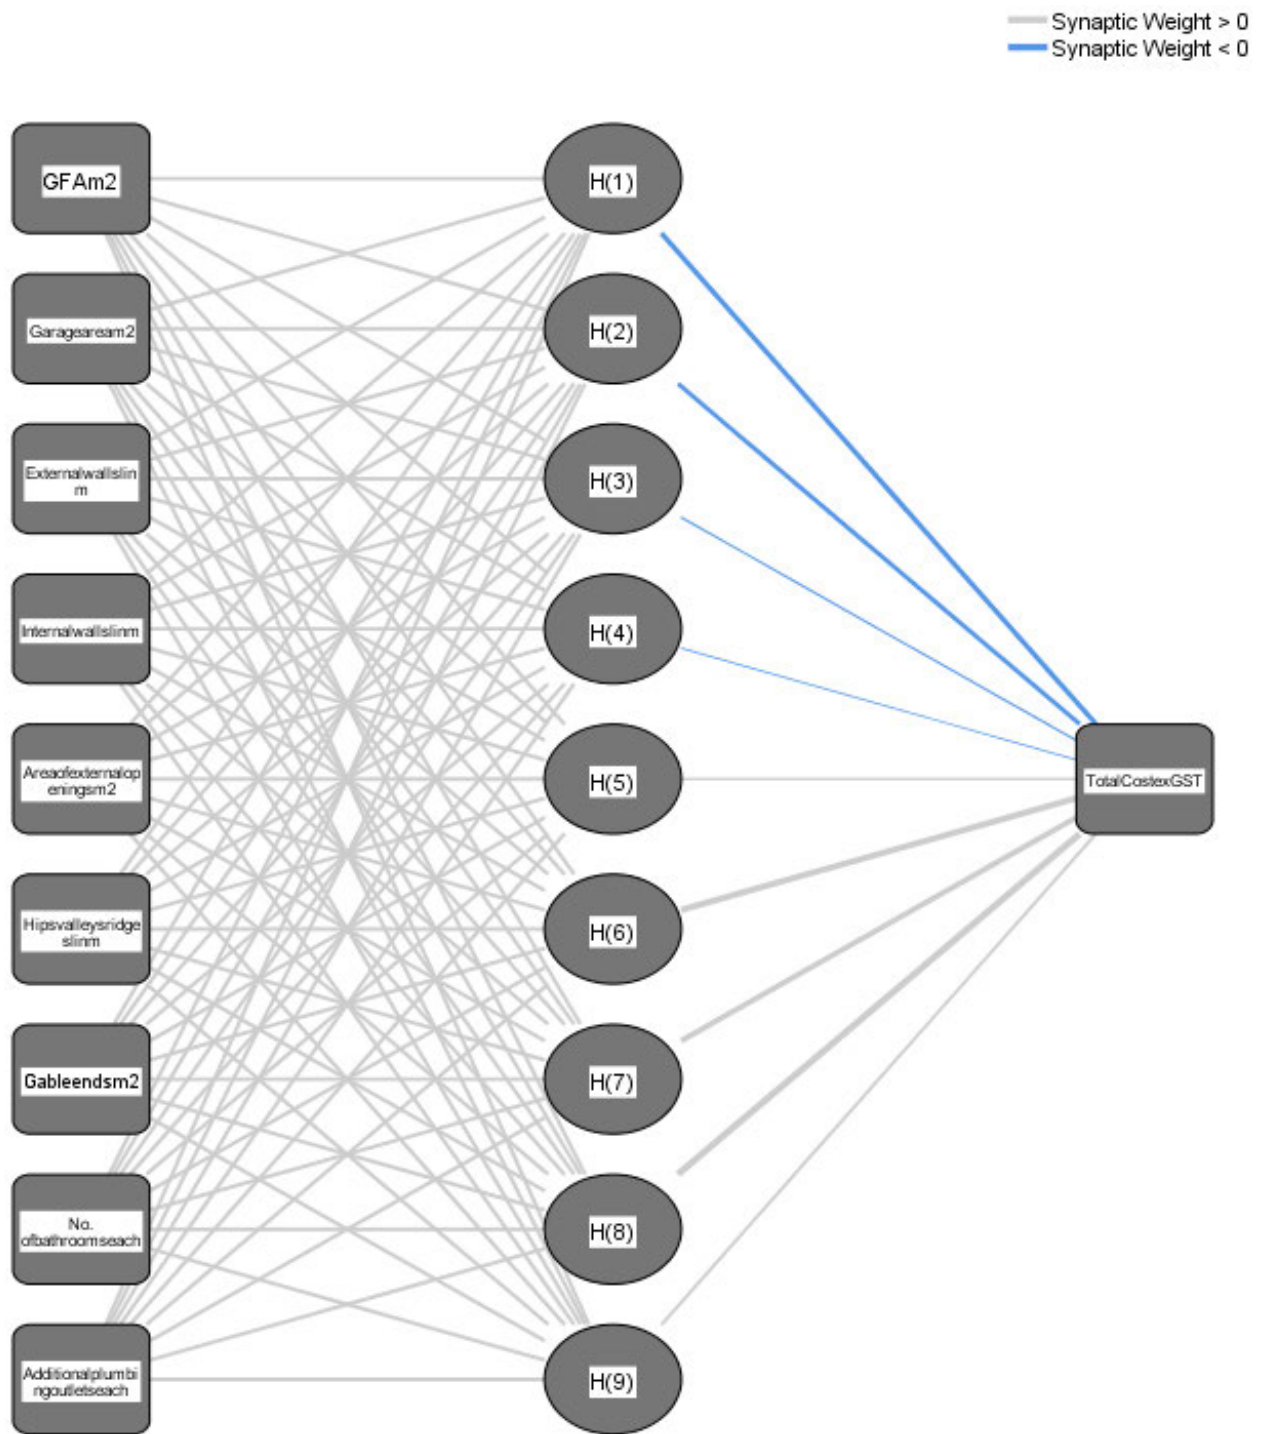 Synaptic Weight > 0
Synaptic Weight < 0
GFAm2
H(1)
Garageaream2
H(2)
Externalwallslin
m
H(3)
Internalwallslinm
H(4)
Areaofexternalop
eningsm2
H(5)
TotalCostexGST
Hipsvalleysridge
slinm
H(6)
Gableendsm2
H(7)
No.
ofbathroomseach
H(8)
Additionalplumbi
ngoutletseach
H(9)